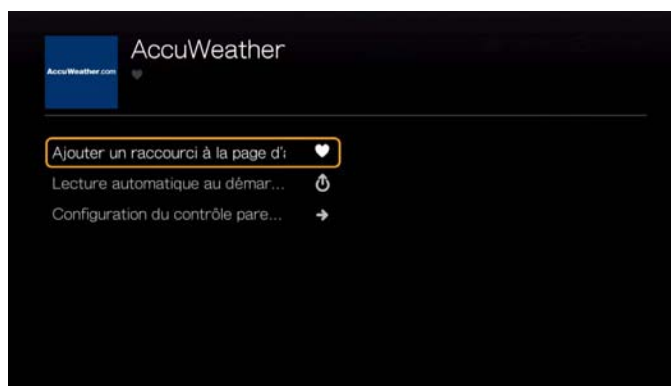 AccuWeather
AccuWeather.com
Ajouter un raccourci à la page d'
Lecture automatique au démar...
Configuration du contrôle pare...